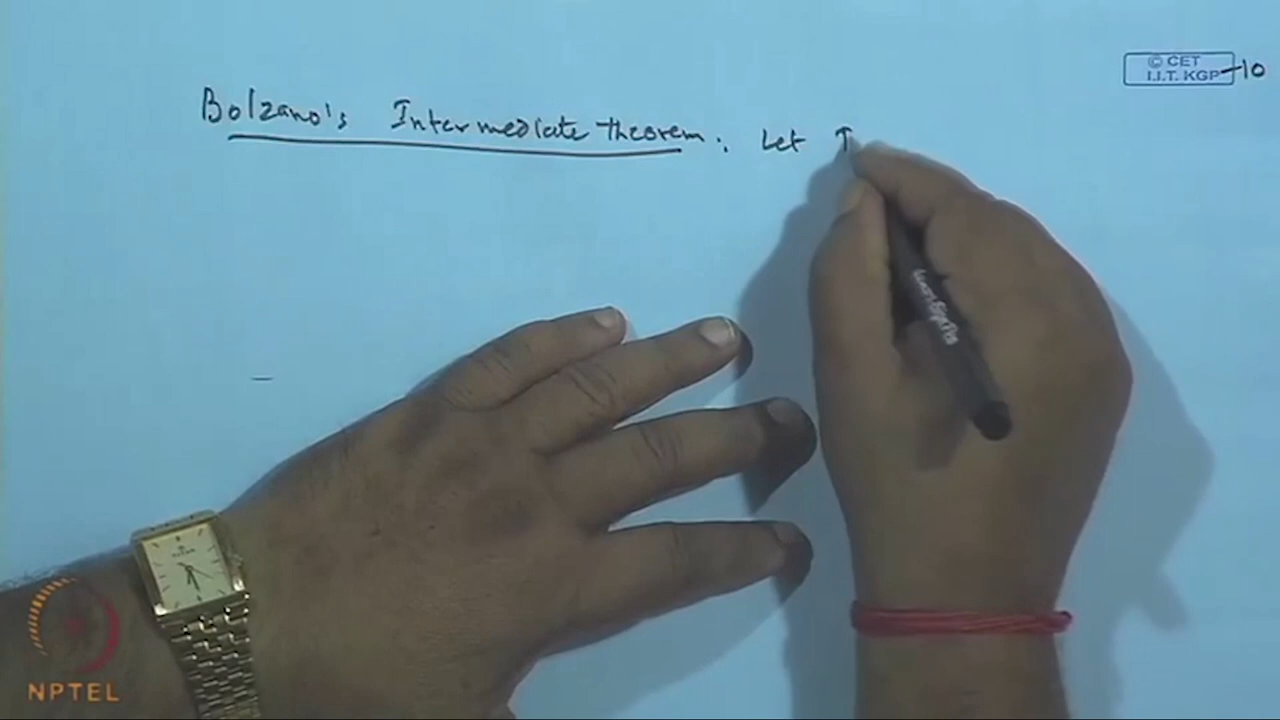 © CET
I.I.T. KGP
10
Bolzano's Intermediate Theorem : Let I
NPTEL